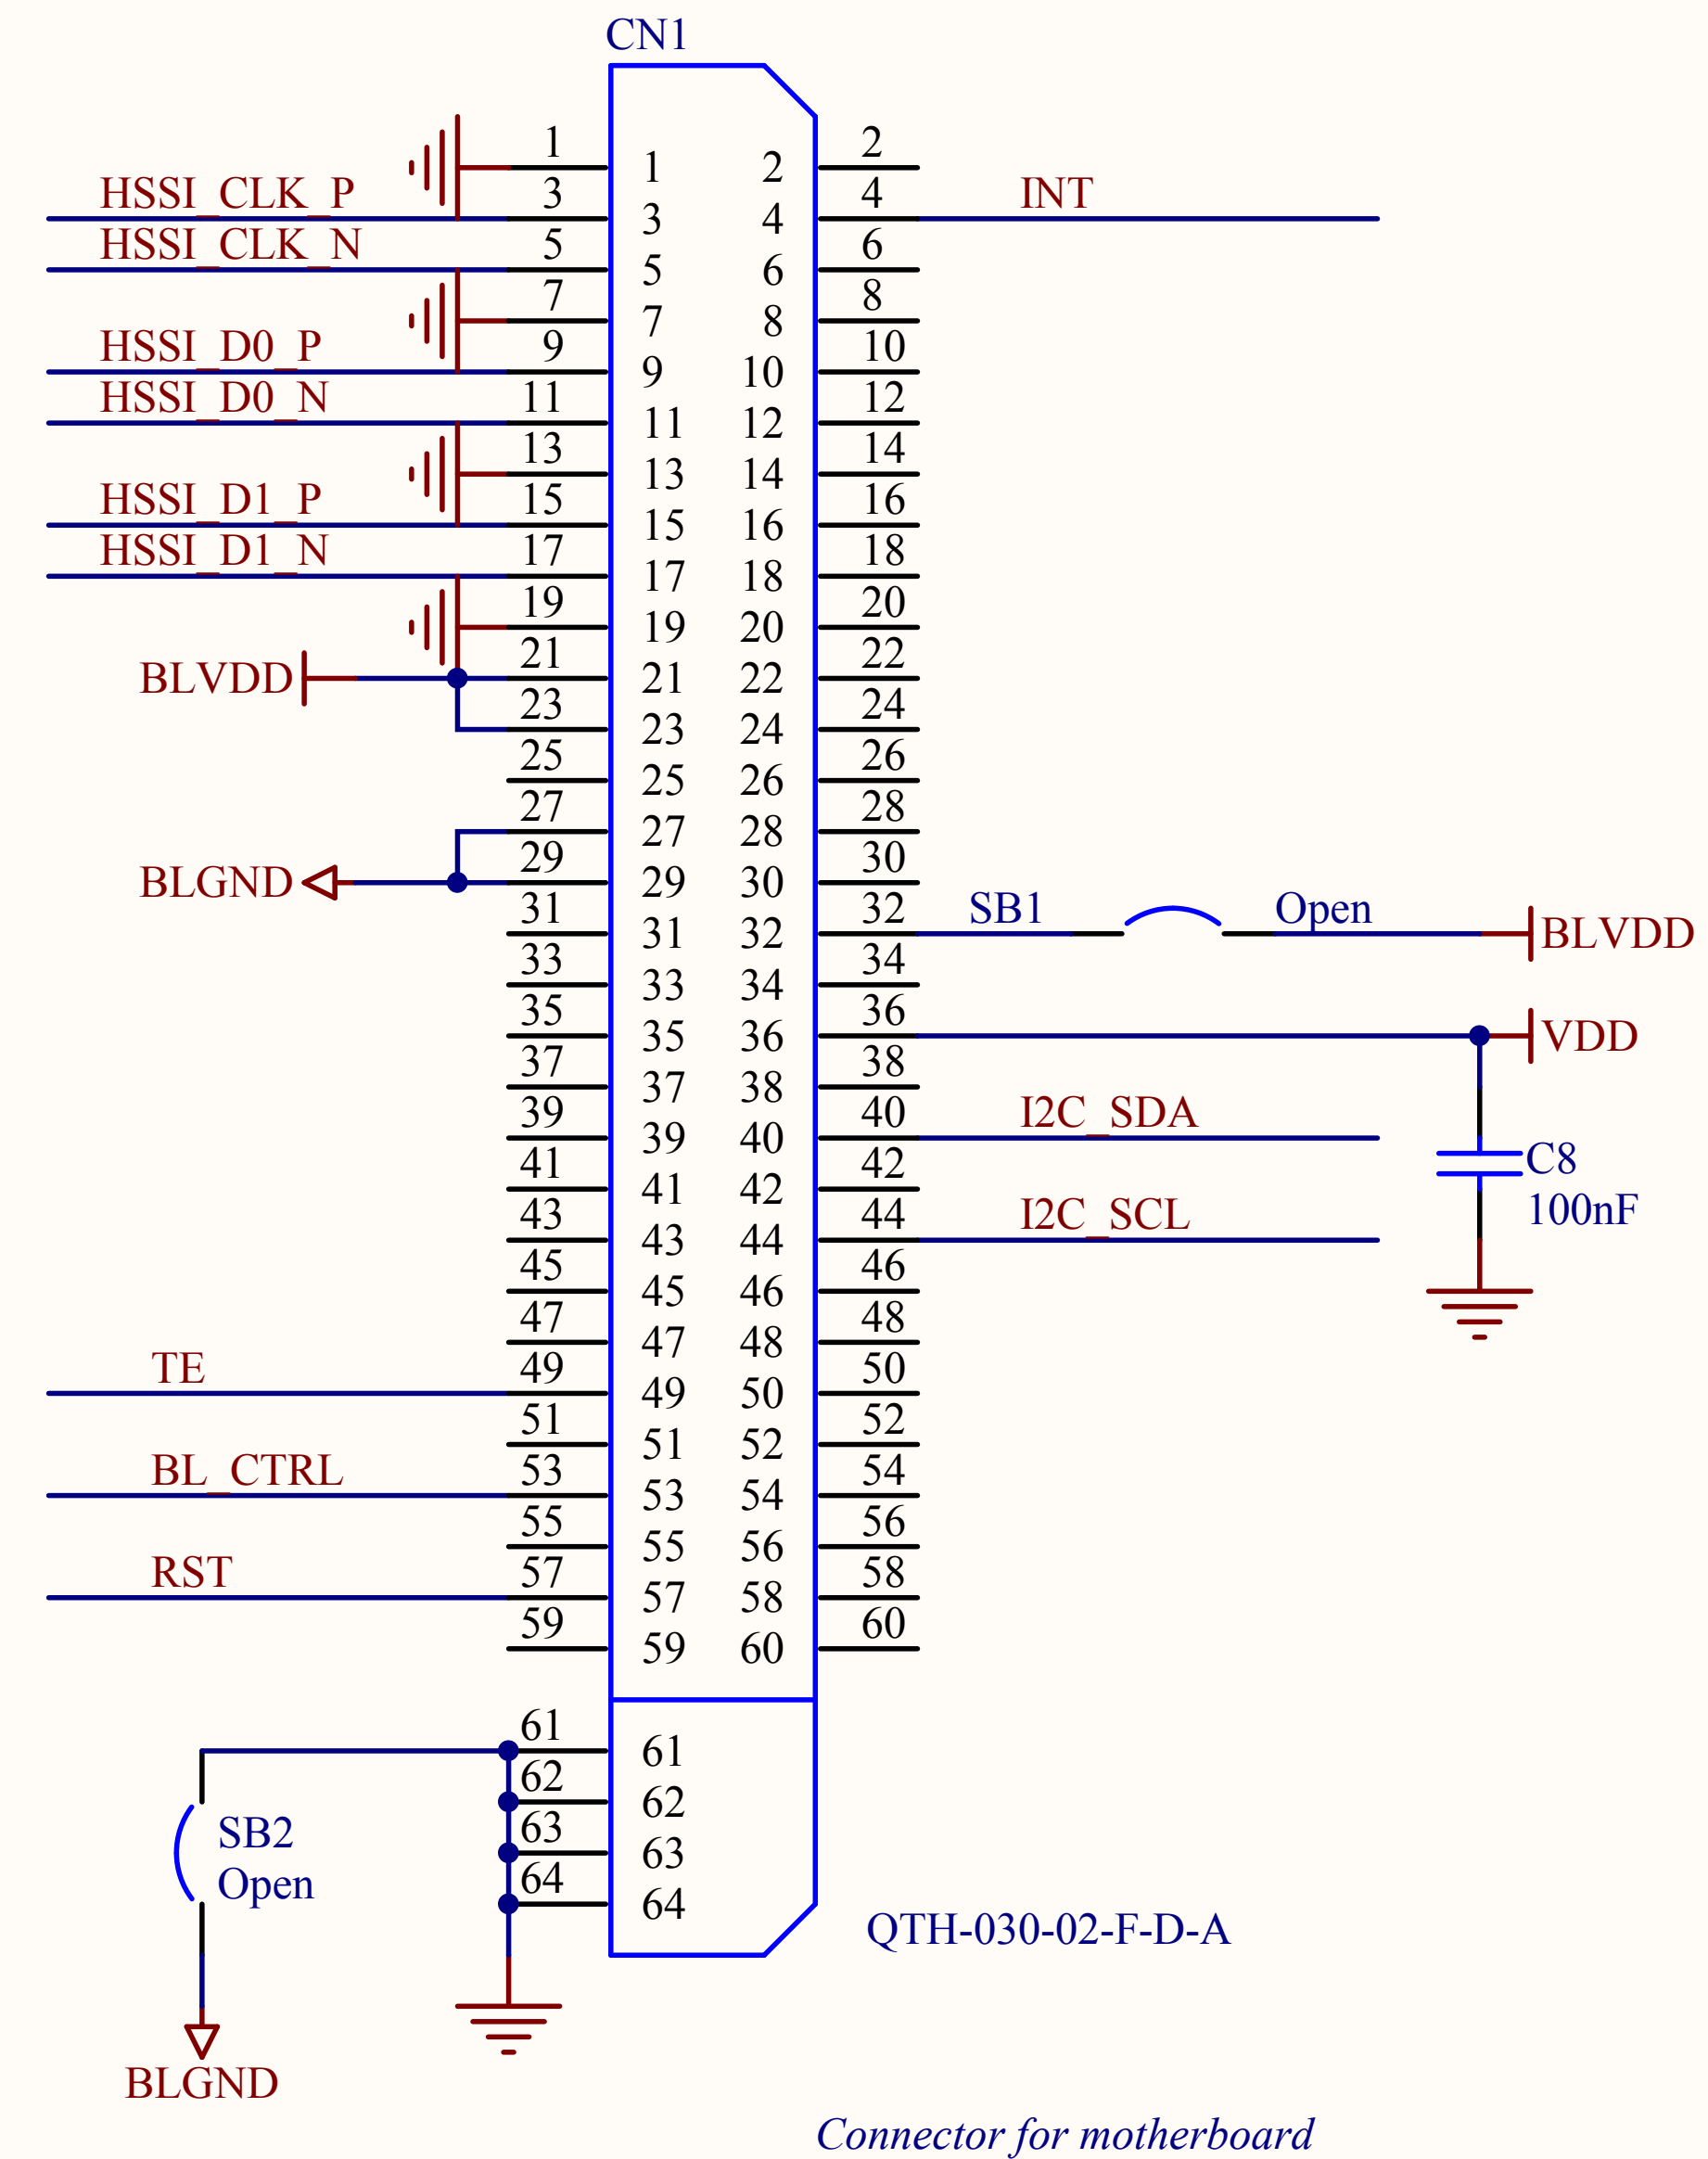 CN1
1 1 2 2
HSSI_CLK_P 3 3 4 4 INT
HSSI_CLK_N 5 5 6 6
7 7 8 8
HSSI_D0_P 9 9 10 10
HSSI_D0_N 11 11 12 12
13 13 14 14
HSSI_D1_P 15 15 16 16
HSSI_D1_N 17 17 18 18
19 19 20 20
BLVDD 21 21 22 22
23 23 24 24
25 25 26 26
27 27 28 28
BLGND 29 29 30 30
31 31 32 32 SB1 Open BLVDD
33 33 34 34
35 35 36 36 VDD
37 37 38 38
39 39 40 40 I2C_SDA
41 41 42 42 C8
43 43 44 44 I2C_SCL 100nF
45 45 46 46
47 47 48 48
TE 49 49 50 50
51 51 52 52
BL_CTRL 53 53 54 54
55 55 56 56
RST 57 57 58 58
59 59 60 60
61 61
62 62
SB2 63 63
Open 64 64
QTH-030-02-F-D-A
BLGND
Connector for motherboard